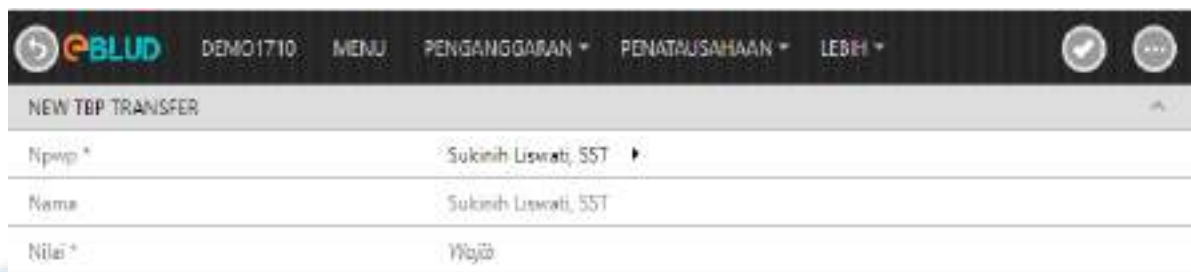 eBLUD DEMO1710 MENU PENGANGGARAN PENATAUSAHAAN LEBIH
NEW TBP TRANSFER
Npwp * Sukinih Liswati, SST
Nama Sukinih Liswati, SST
Nilai * Wajib